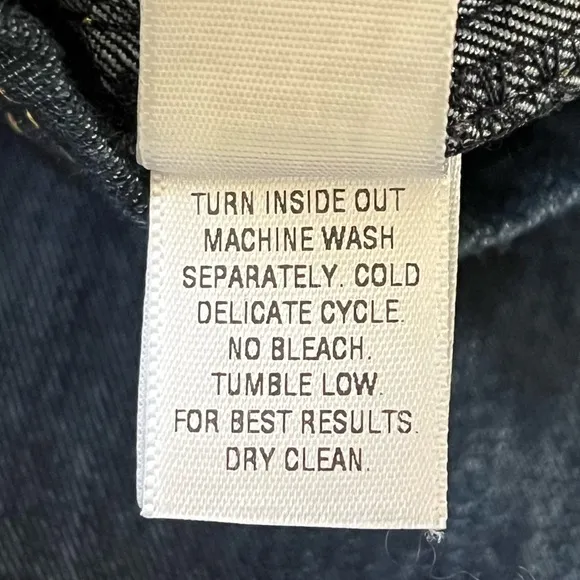 TURN INSIDE OUT
MACHINE WASH
SEPARATELY. COLD
DELICATE CYCLE.
NO BLEACH.
TUMBLE LOW.
FOR BEST RESULTS.
DRY CLEAN.